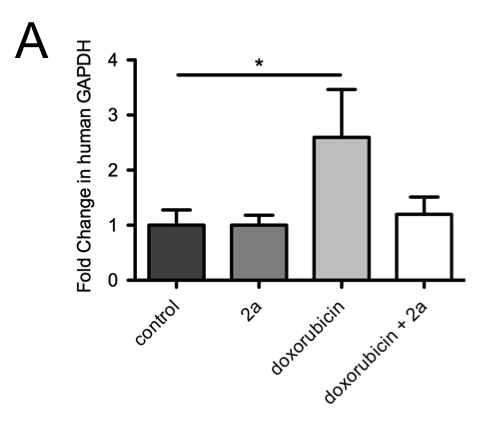 A
Fold Change in human GAPDH
4
3
2
1
0
*
control
2a
doxorubicin
doxorubicin + 2a